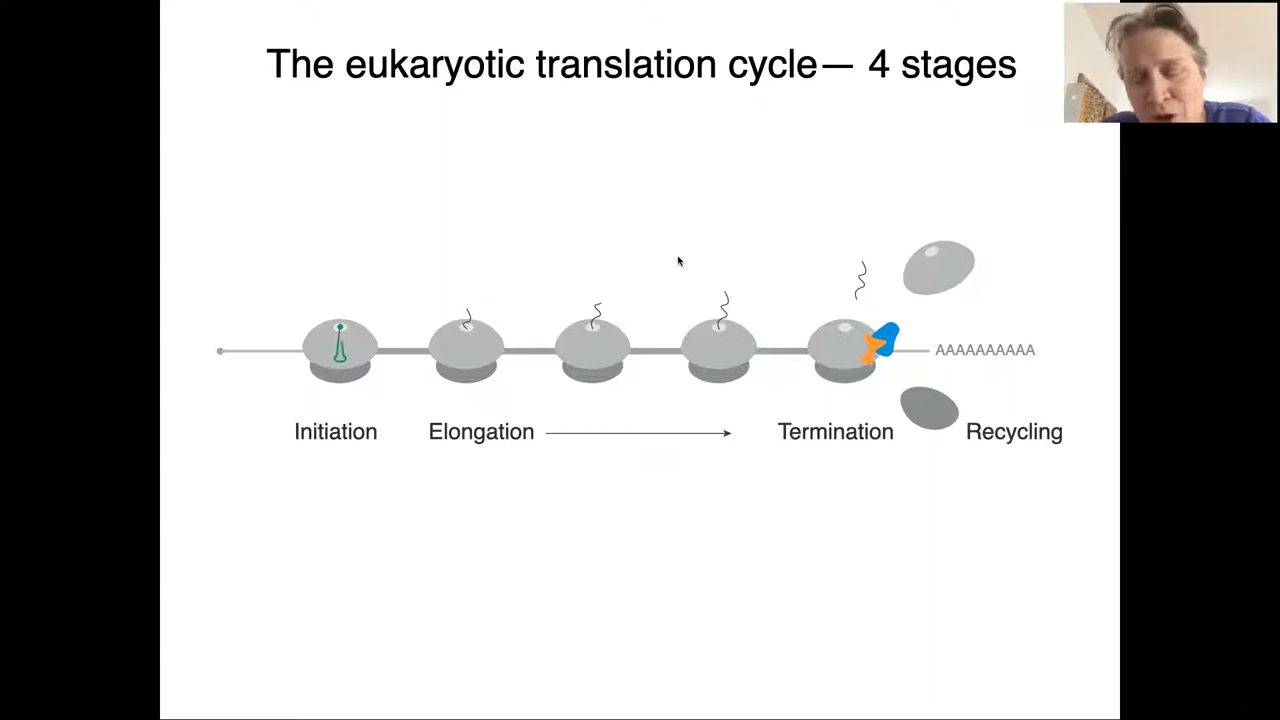 The eukaryotic translation cycle— 4 stages
AAAAAAAAAA
Initiation
Elongation
Termination
Recycling